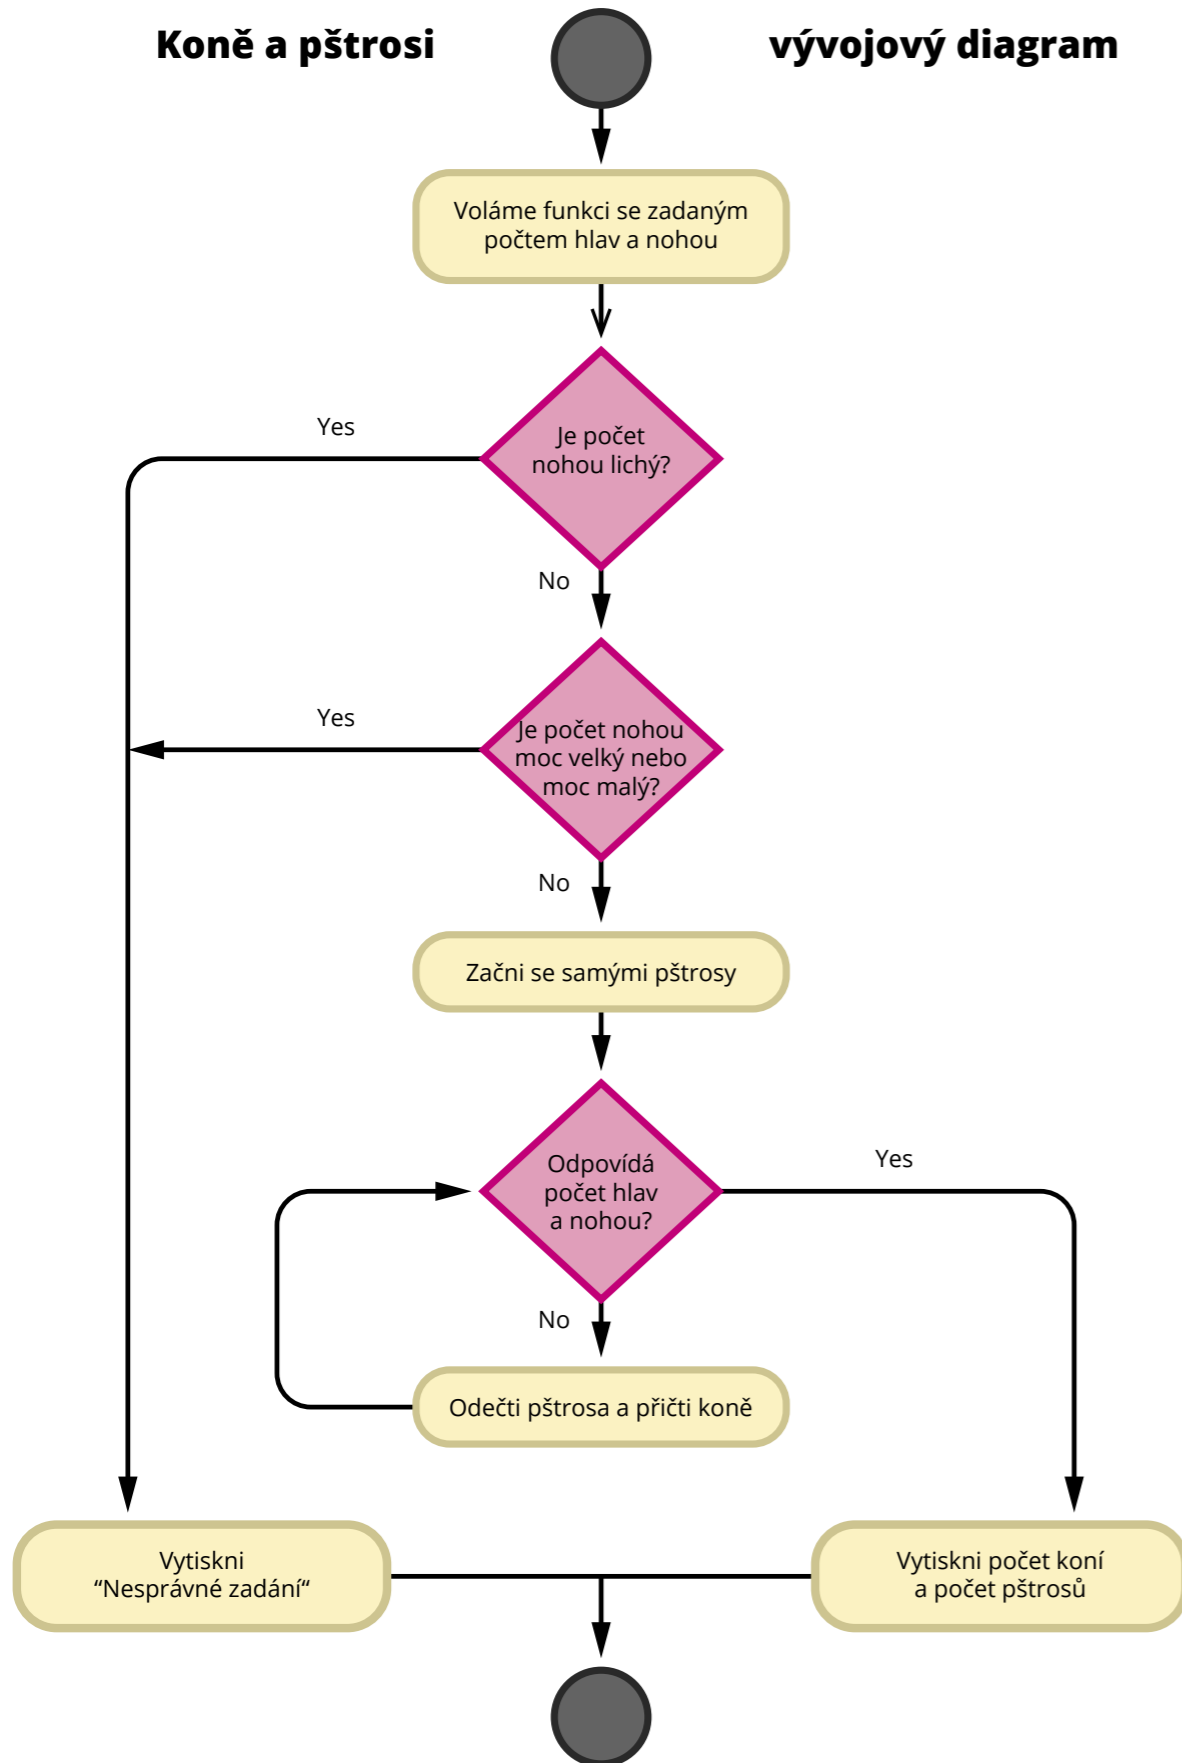 Koně a pštrosi
vývojový diagram
Voláme funkci se zadaným
počtem hlav a nohou
Yes
Je počet
nohou lichý?
No
Yes
Je počet nohou
moc velký nebo
moc malý?
No
Začni se samými pštrosy
Odpovídá
počet hlav
a nohou?
Yes
No
Odečti pštrosa a přičti koně
Vytiskni
“Nesprávné zadání“
Vytiskni počet koní
a počet pštrosů